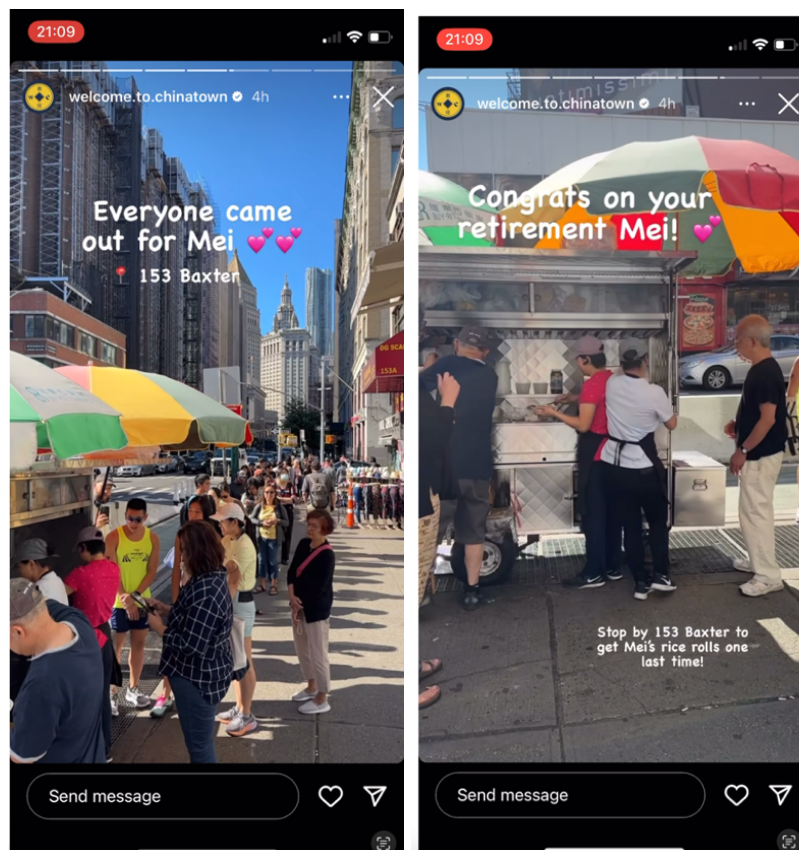 21:09
welcome.to.chinatown 4h
Everyone came
out for Mei 💕💕
📍 153 Baxter
153A
Send message
21:09
welcome.to.chinatown 4h
Congrats on your
retirement Mei! 💕
Stop by 153 Baxter to
get Mei's rice rolls one
last time!
Send message